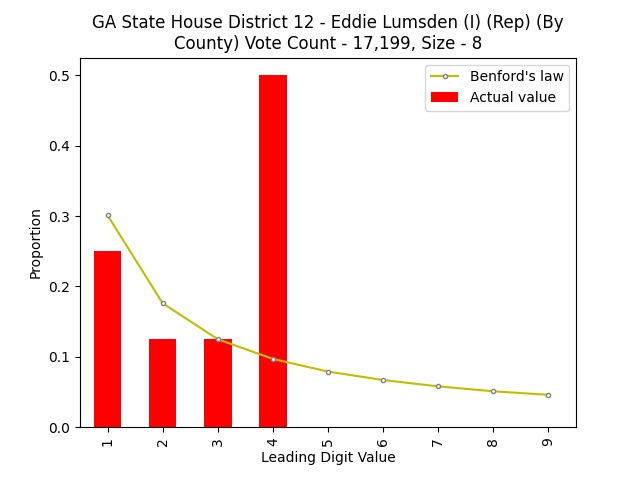 GA State House District 12 - Eddie Lumsden (I) (Rep) (By
County) Vote Count - 17,199, Size - 8
Benford's law
Actual value
0.5
0.4
0.3
0.2
0.1
0.0
Proportion
1 2 3 4 5 6 7 8 9
Leading Digit Value